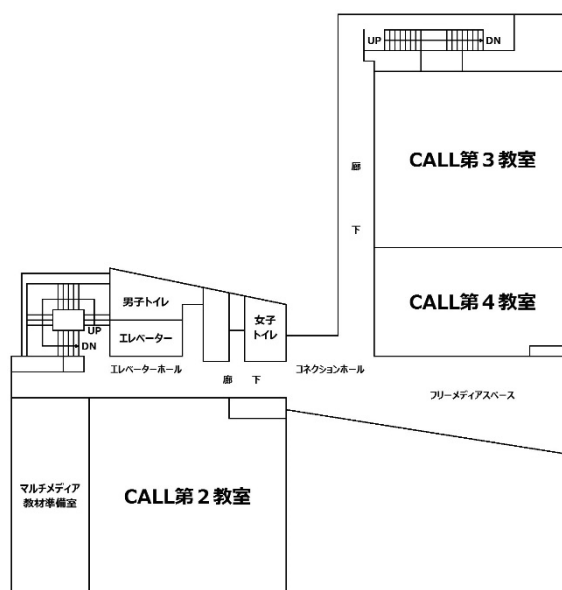 UP
DN
CALL第3教室
廊
下
CALL第4教室
男子トイレ
女子
トイレ
エレベーター
UP
DN
エレベーターホール
廊 下
コネクションホール
フリーメディアスペース
マルチメディア
教材準備室
CALL第2教室